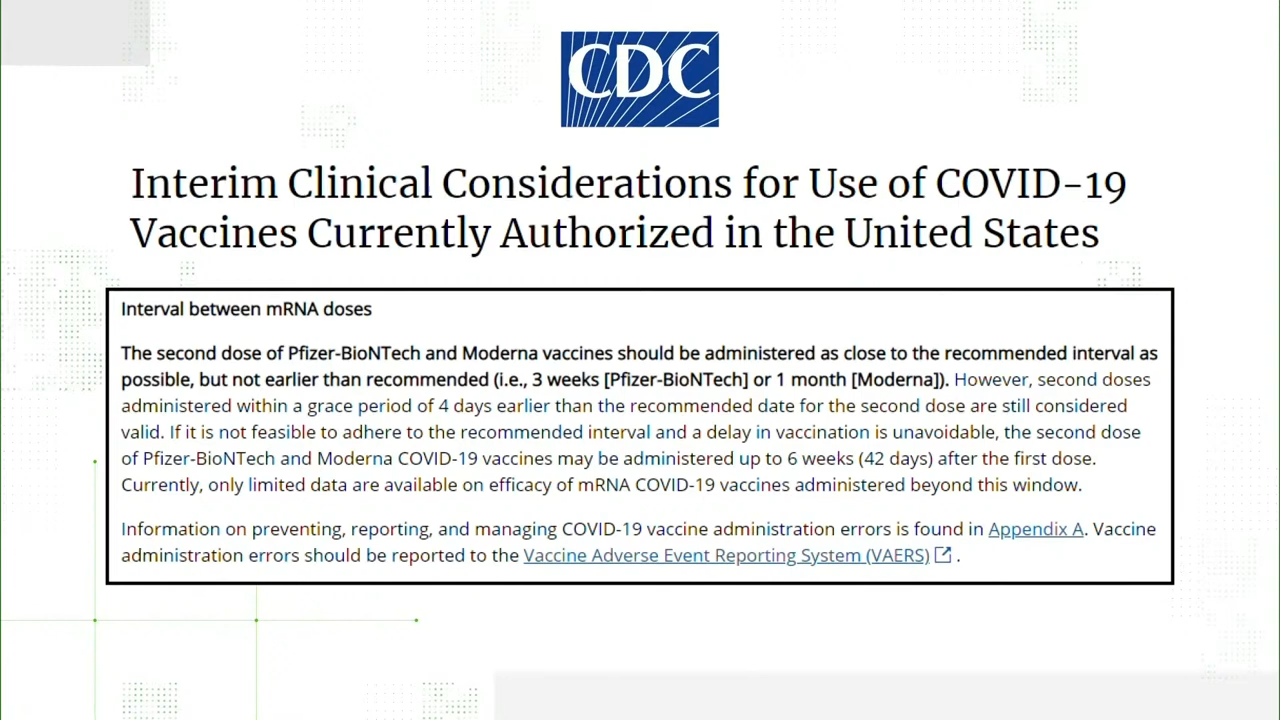 CDC
Interim Clinical Considerations for Use of COVID-19
Vaccines Currently Authorized in the United States
Interval between mRNA doses
The second dose of Pfizer-BioNTech and Moderna vaccines should be administered as close to the recommended interval as
possible, but not earlier than recommended (i.e., 3 weeks [Pfizer-BioNTech] or 1 month [Moderna]). However, second doses
administered within a grace period of 4 days earlier than the recommended date for the second dose are still considered
valid. If it is not feasible to adhere to the recommended interval and a delay in vaccination is unavoidable, the second dose
of Pfizer-BioNTech and Moderna COVID-19 vaccines may be administered up to 6 weeks (42 days) after the first dose.
Currently, only limited data are available on efficacy of mRNA COVID-19 vaccines administered beyond this window.
Information on preventing, reporting, and managing COVID-19 vaccine administration errors is found in Appendix A. Vaccine
administration errors should be reported to the Vaccine Adverse Event Reporting System (VAERS) .